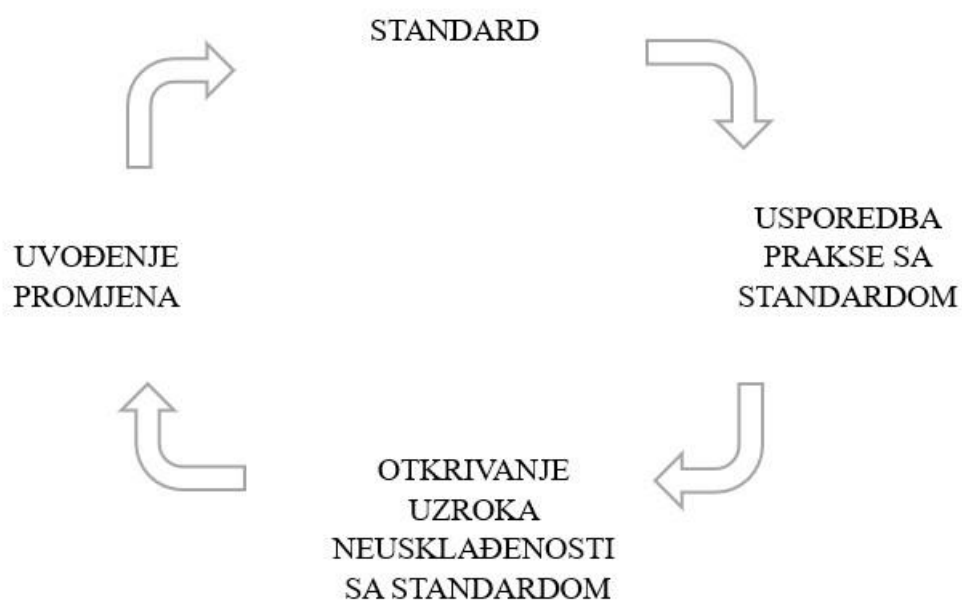 STANDARD
USPOREDBA
PRAKSE SA
STANDARDOM
OTKRIVANJE
UZROKA
NEUSKLAĐENOSTI
SA STANDARDOM
UVOĐENJE
PROMJENA